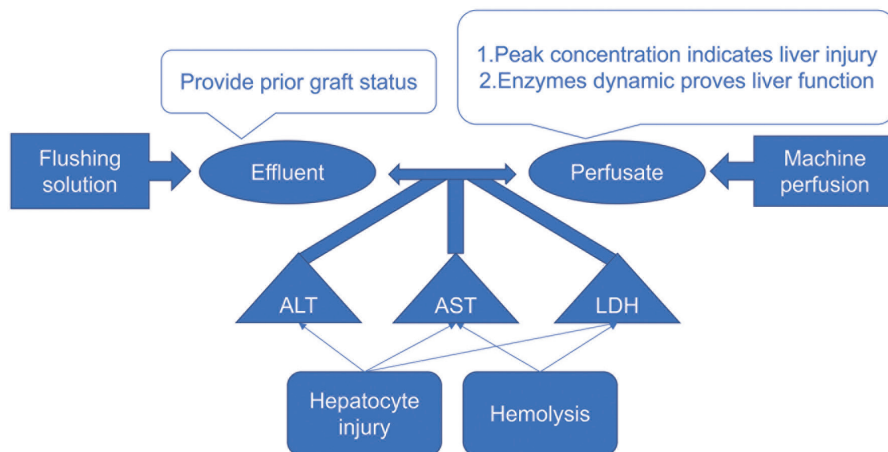 1.Peak concentration indicates liver injury
2.Enzymes dynamic proves liver function
Provide prior graft status
Flushing
solution
Effluent
Perfusate
Machine
perfusion
ALT
AST
LDH
Hepatocyte
injury
Hemolysis